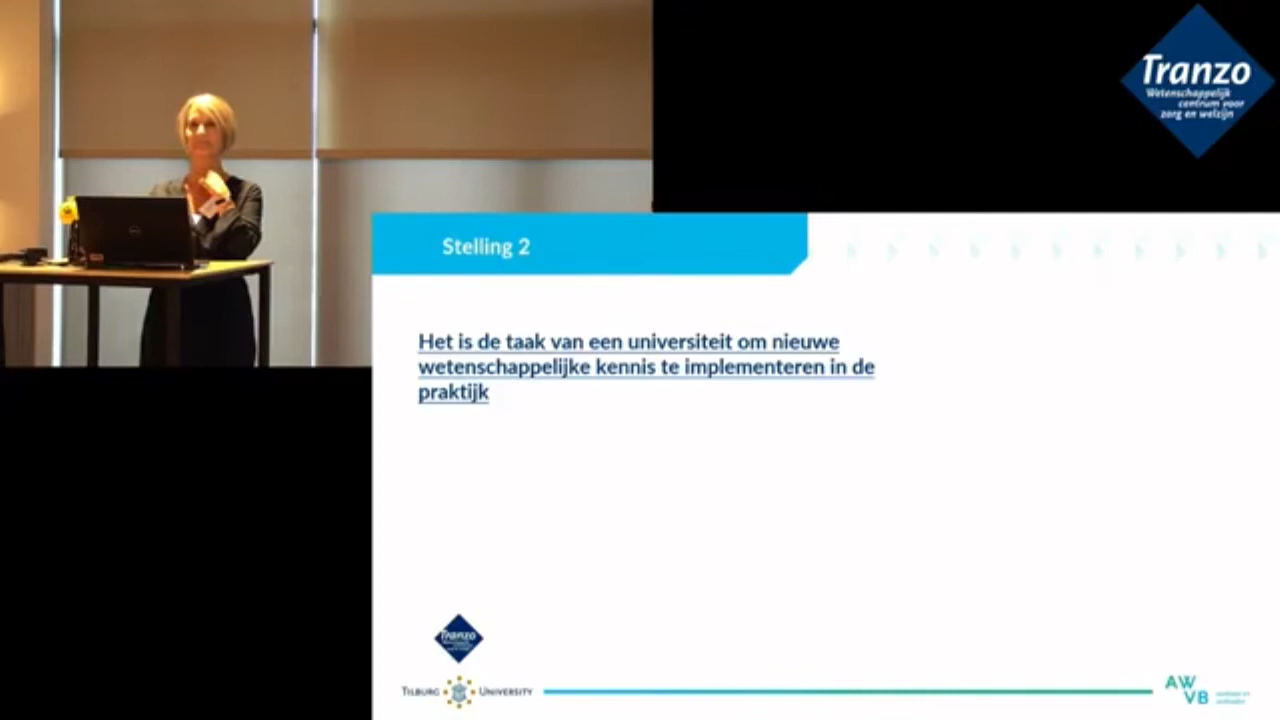 Tranzo
Wetenschappelijk
centrum voor
zorg en welzijn
Stelling 2
Het is de taak van een universiteit om nieuwe
wetenschappelijke kennis te implementeren in de
praktijk
Tranzo
TILBURG UNIVERSITY
AW
VB